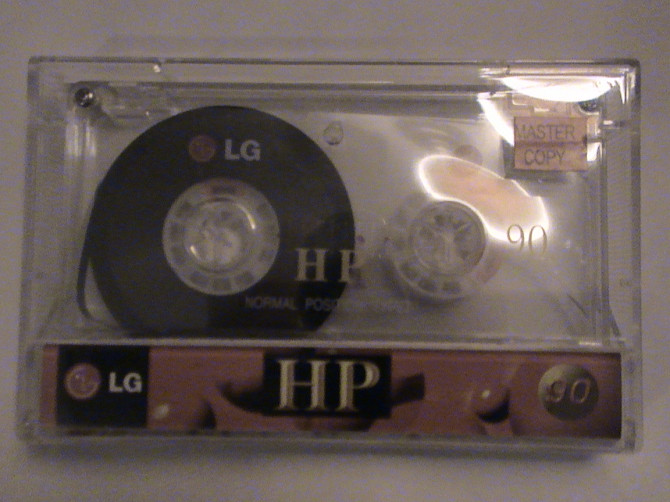 LG
MASTER
COPY
90
HP
NORMAL POSITION
LG
HP
90